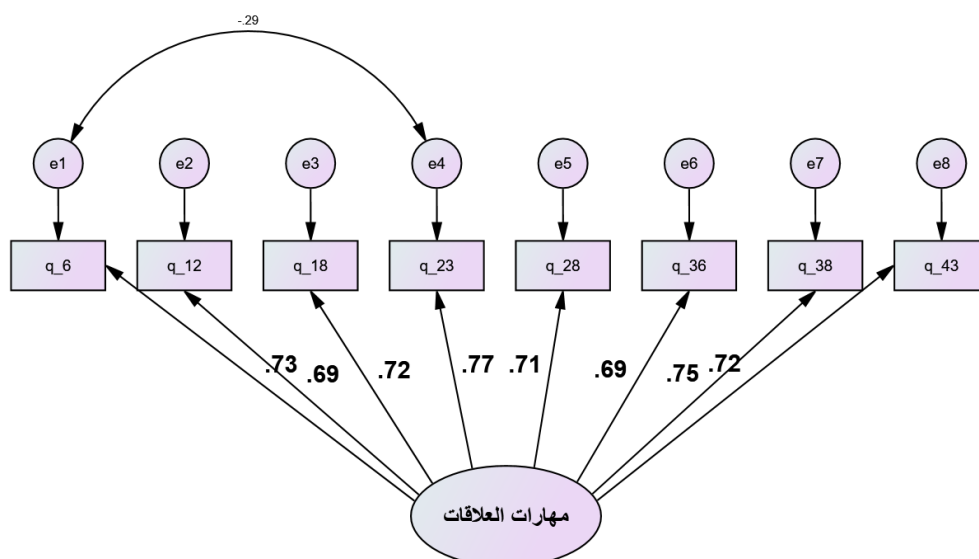 -.29
e1 e2 e3 e4 e5 e6 e7 e8
q_6 q_12 q_18 q_23 q_28 q_36 q_38 q_43
.73 .69 .72 .77 .71 .69 .75 .72
مهارات العلاقات